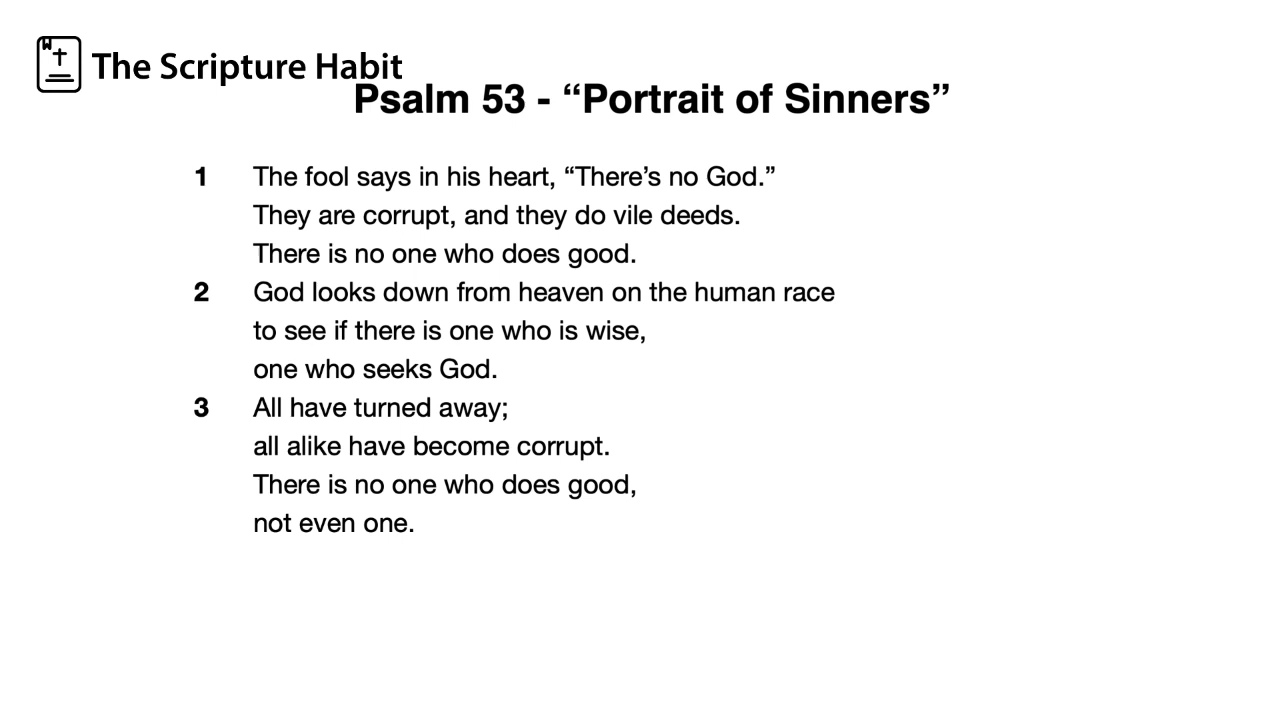 The Scripture Habit
Psalm 53 - “Portrait of Sinners”
1 The fool says in his heart, “There’s no God.”
They are corrupt, and they do vile deeds.
There is no one who does good.
2 God looks down from heaven on the human race
to see if there is one who is wise,
one who seeks God.
3 All have turned away;
all alike have become corrupt.
There is no one who does good,
not even one.